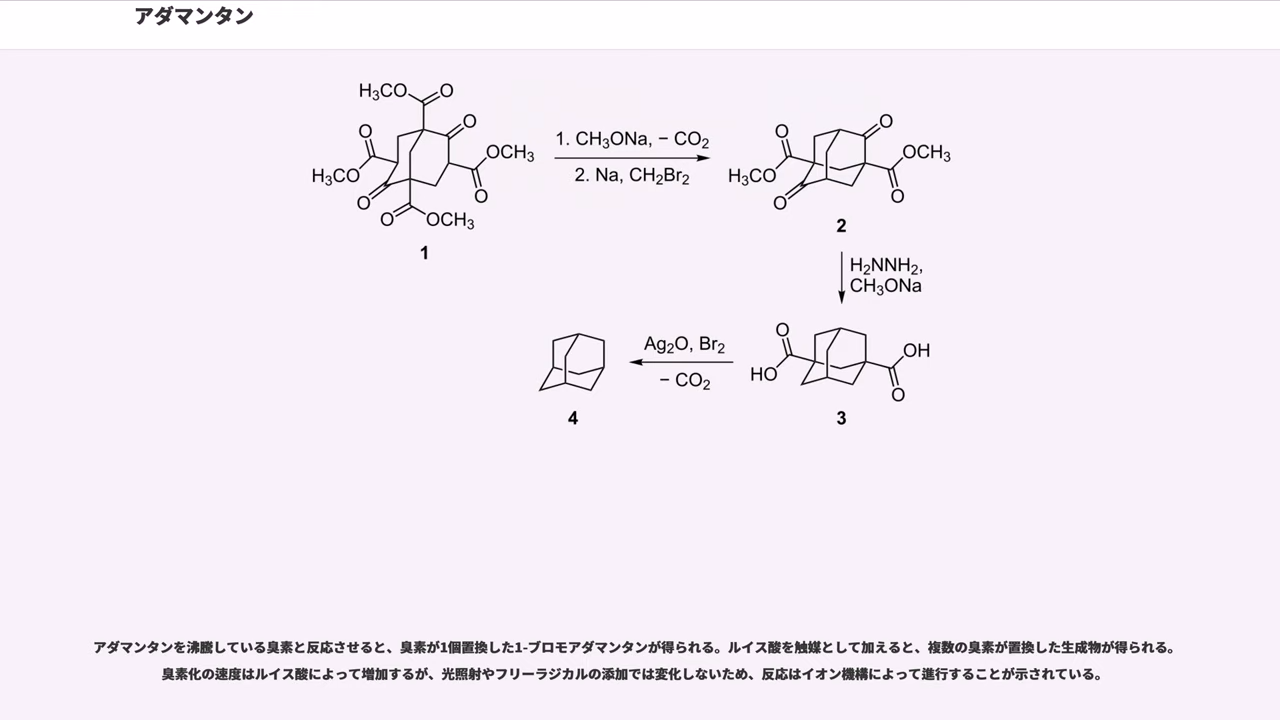 アダマンタン
H₃CO O
O O
OCH₃
H₃CO O
O O OCH₃
1
1. CH₃ONa, − CO₂
2. Na, CH₂Br₂
O O
OCH₃
H₃CO
O O
2
H₂NNH₂,
CH₃ONa
Ag₂O, Br₂
− CO₂
O
OH
HO
O
4
3
アダマンタンを沸騰している臭素と反応させると、臭素が1個置換した1-ブロモアダマンタンが得られる。ルイス酸を触媒として加えると、複数の臭素が置換した生成物が得られる。
臭素化の速度はルイス酸によって増加するが、光照射やフリーラジカルの添加では変化しないため、反応はイオン機構によって進行することが示されている。